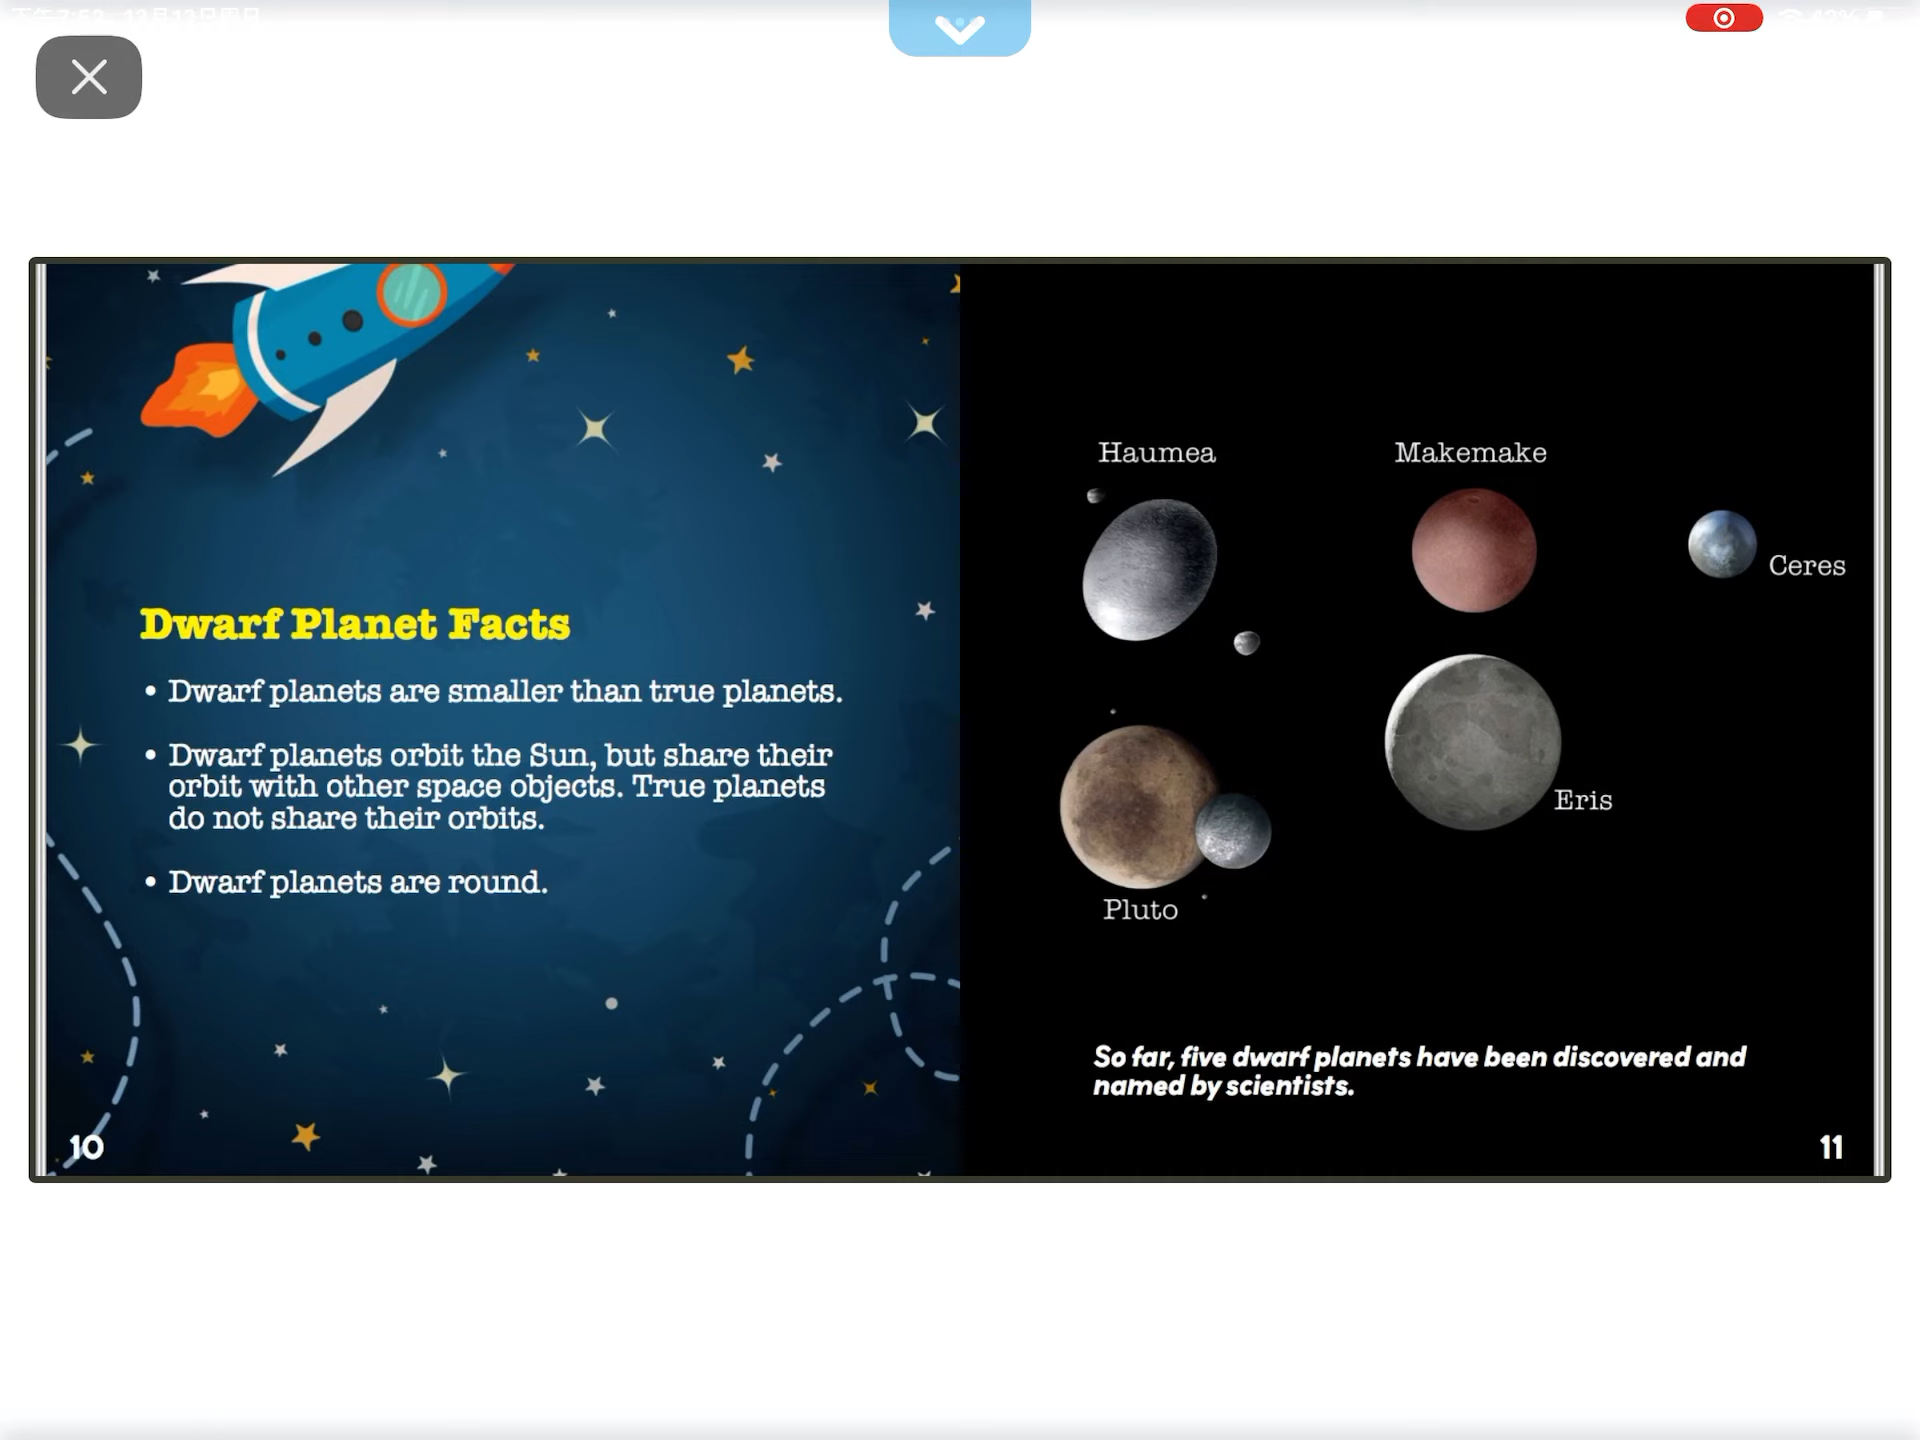 Dwarf Planet Facts
• Dwarf planets are smaller than true planets.
• Dwarf planets orbit the Sun, but share their
orbit with other space objects. True planets
do not share their orbits.
• Dwarf planets are round.
10
Haumea
Makemake
Ceres
Eris
Pluto
So far, five dwarf planets have been discovered and
named by scientists.
11